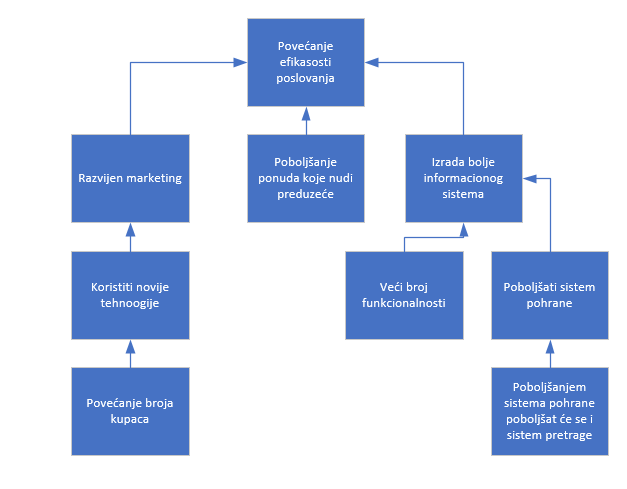 Povećanje
efikasosti
poslovanja
Razvijen marketing
Poboljšanje
ponuda koje nudi
preduzeće
Izrada bolje
informacionog
sistema
Koristiti novije
tehnoogije
Veći broj
funkcionalnosti
Poboljšati sistem
pohrane
Povećanje broja
kupaca
Poboljšanjem
sistema pohrane
poboljšat će se i
sistem pretrage